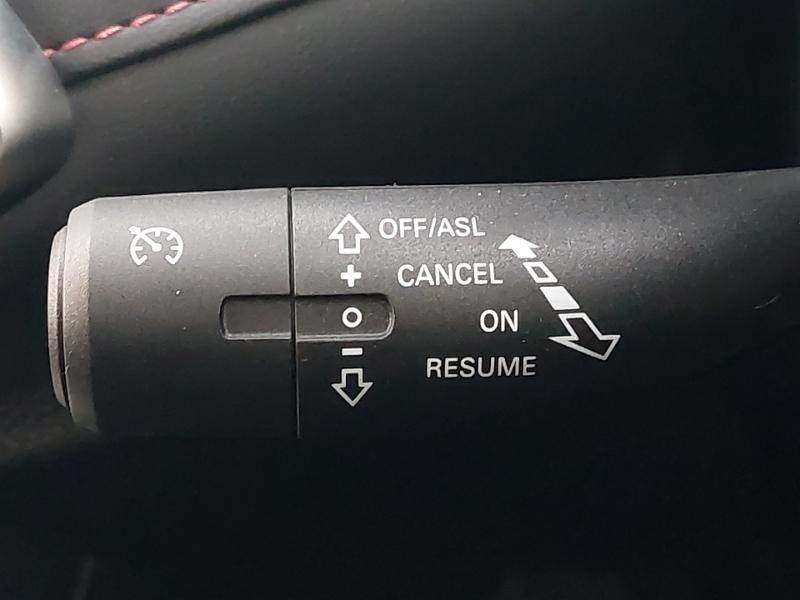 OFF/ASL
+ CANCEL
O ON
− RESUME